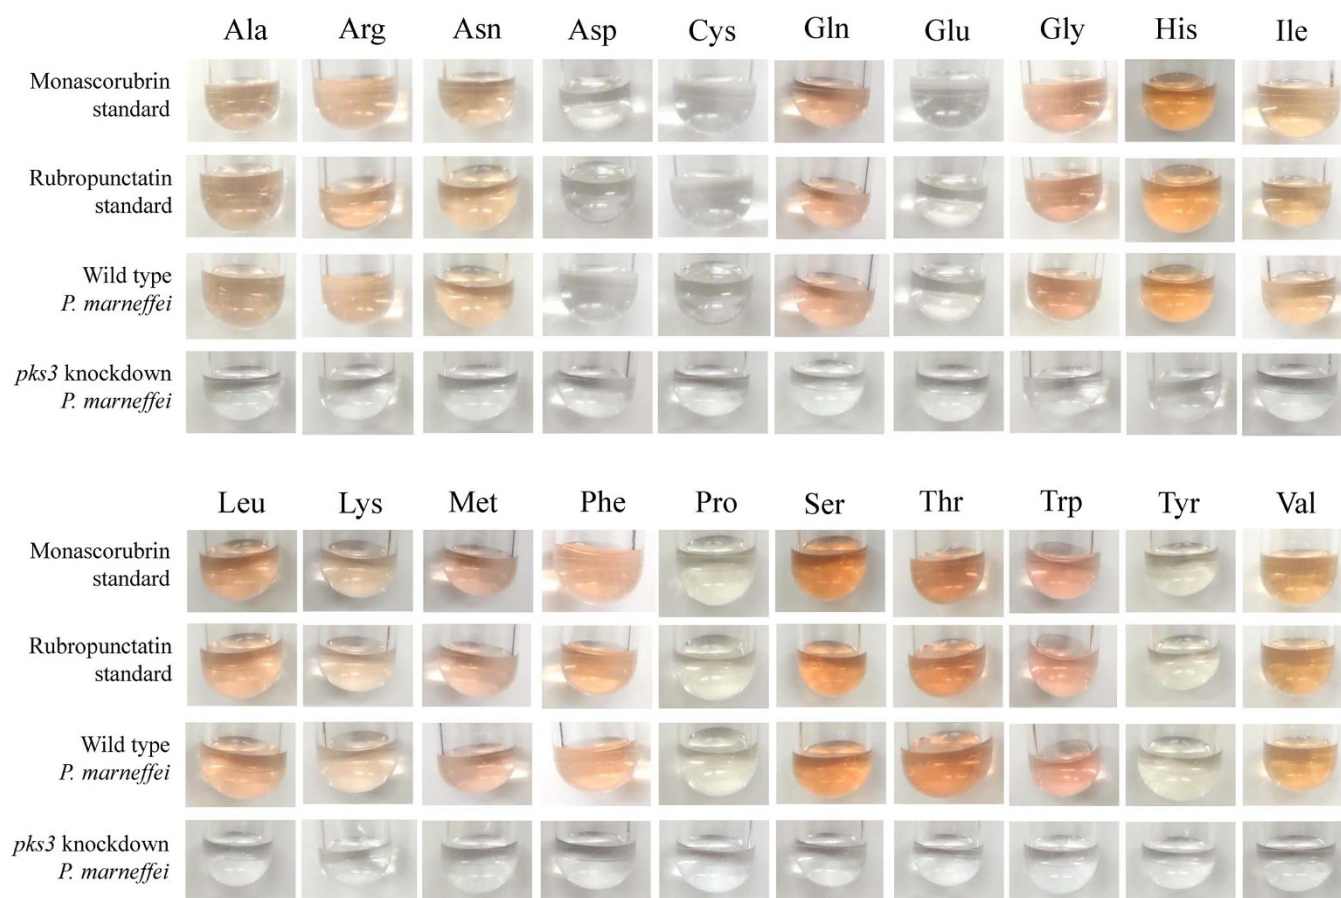 Ala Arg Asn Asp Cys Gln Glu Gly His Ile
Monascorubrin
standard
Rubropunctatin
standard
Wild type
P. marneffei
pks3 knockdown
P. marneffei
Leu Lys Met Phe Pro Ser Thr Trp Tyr Val
Monascorubrin
standard
Rubropunctatin
standard
Wild type
P. marneffei
pks3 knockdown
P. marneffei